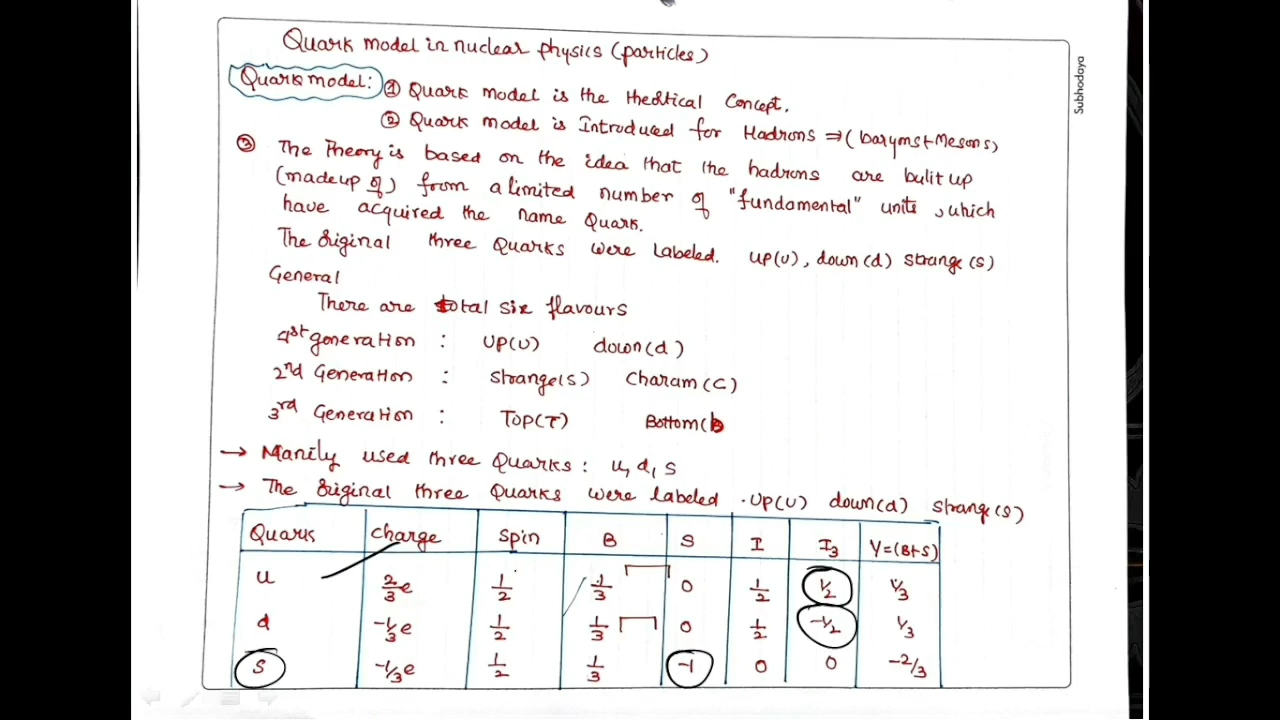 Quark model in nuclear physics (particles)
Subhodaya
Quark model: ① Quark model is the theoritical Concept.
② Quark model is Introduced for Hadrons ⇒ (baryms+Mesons)
③ The Theory is based on the idea that the hadrons are bulit up
(madeup of) from a limited number of "fundamental" units, which
have acquired the name Quark.
The original three Quarks were Labeled. up(u), down(d) strange(s)
General
There are total six flavours
1st generation : UP(U) down(d)
2nd Generation : Strange(s) Charam(C)
3rd Generation : TOP(T) Bottom(b
→ Manily used three Quarks: u, d, s
→ The original three Quarks were labeled .up(u) down(d) strange(s)
Quark charge spin B S I I₃ Y=(B+S)
u 2/3e 1/2 1/3 0 1/2 1/2 1/3
d -1/3e 1/2 1/3 0 1/2 -1/2 1/3
S -1/3e 1/2 1/3 -1 0 0 -2/3